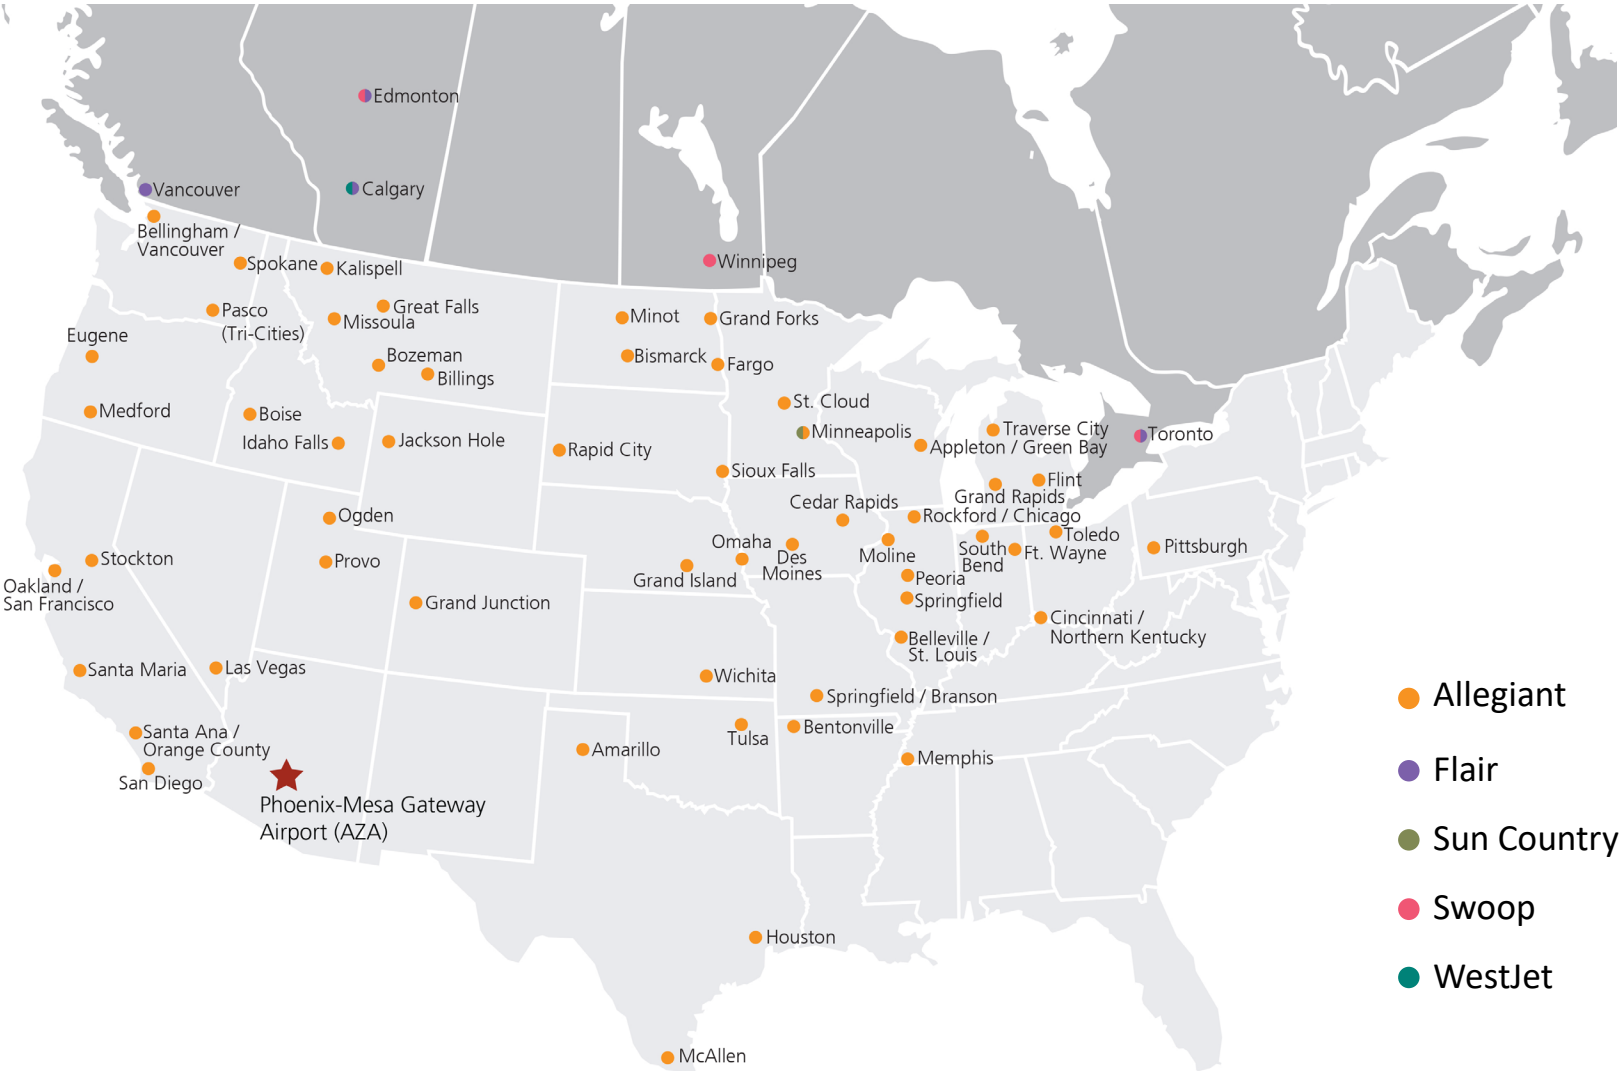 Edmonton
Vancouver
Calgary
Bellingham /
Vancouver
Winnipeg
Spokane
Kalispell
Pasco
(Tri-Cities)
Great Falls
Missoula
Minot
Grand Forks
Eugene
Bozeman
Billings
Bismarck
Fargo
Medford
Boise
Idaho Falls
Jackson Hole
Rapid City
St. Cloud
Minneapolis
Traverse City
Appleton / Green Bay
Toronto
Sioux Falls
Flint
Grand Rapids
Cedar Rapids
Rockford / Chicago
Ogden
Provo
Stockton
Oakland /
San Francisco
Omaha
Grand Island
Des
Moines
Moline
South
Bend
Toledo
Ft. Wayne
Pittsburgh
Peoria
Springfield
Grand Junction
Belleville /
St. Louis
Cincinnati /
Northern Kentucky
Santa Maria
Las Vegas
Wichita
Springfield / Branson
Santa Ana /
Orange County
San Diego
Tulsa
Bentonville
Amarillo
Memphis
Phoenix-Mesa Gateway
Airport (AZA)
Houston
McAllen
Allegiant
Flair
Sun Country
Swoop
WestJet